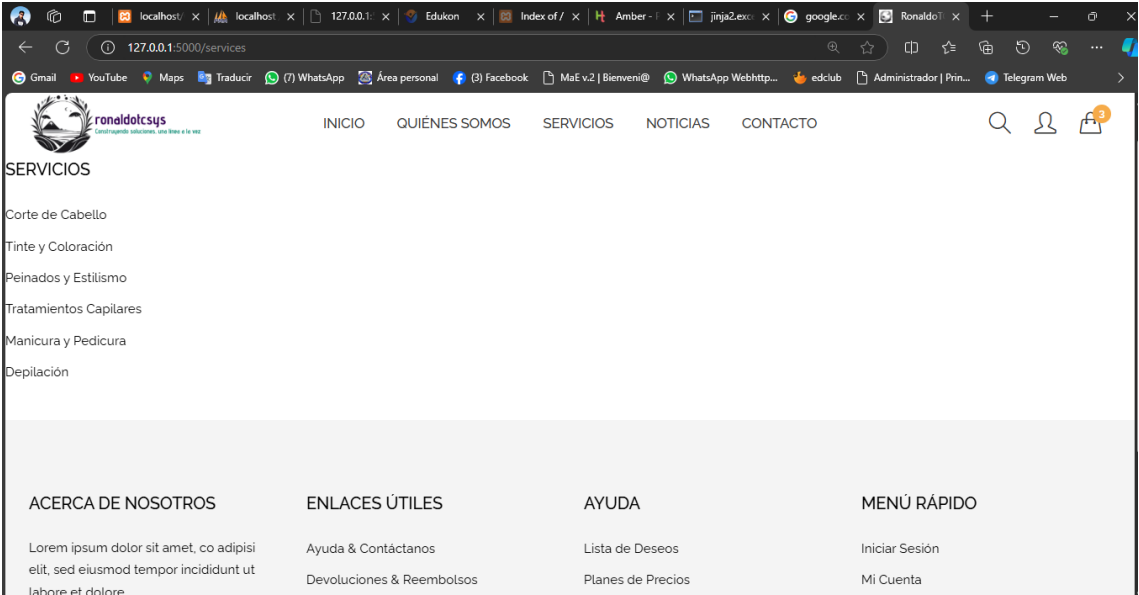 localhost/
localhost
127.0.0.1:
Edukon
Index of /
Amber -
jinja2.exce
google.co
RonaldoT
127.0.0.1:5000/services
Gmail
YouTube
Maps
Traducir
(7) WhatsApp
Área personal
(3) Facebook
MaE v.2 | Bienveni@
WhatsApp Webhttp...
edclub
Administrador | Prin...
Telegram Web
ronaldotcsys
Construyendo soluciones, una línea a la vez
INICIO
QUIÉNES SOMOS
SERVICIOS
NOTICIAS
CONTACTO
3
SERVICIOS
Corte de Cabello
Tinte y Coloración
Peinados y Estilismo
Tratamientos Capilares
Manicura y Pedicura
Depilación
ACERCA DE NOSOTROS
Lorem ipsum dolor sit amet, co adipisi
elit, sed eiusmod tempor incididunt ut
labore et dolore
ENLACES ÚTILES
Ayuda & Contáctanos
Devoluciones & Reembolsos
AYUDA
Lista de Deseos
Planes de Precios
MENÚ RÁPIDO
Iniciar Sesión
Mi Cuenta